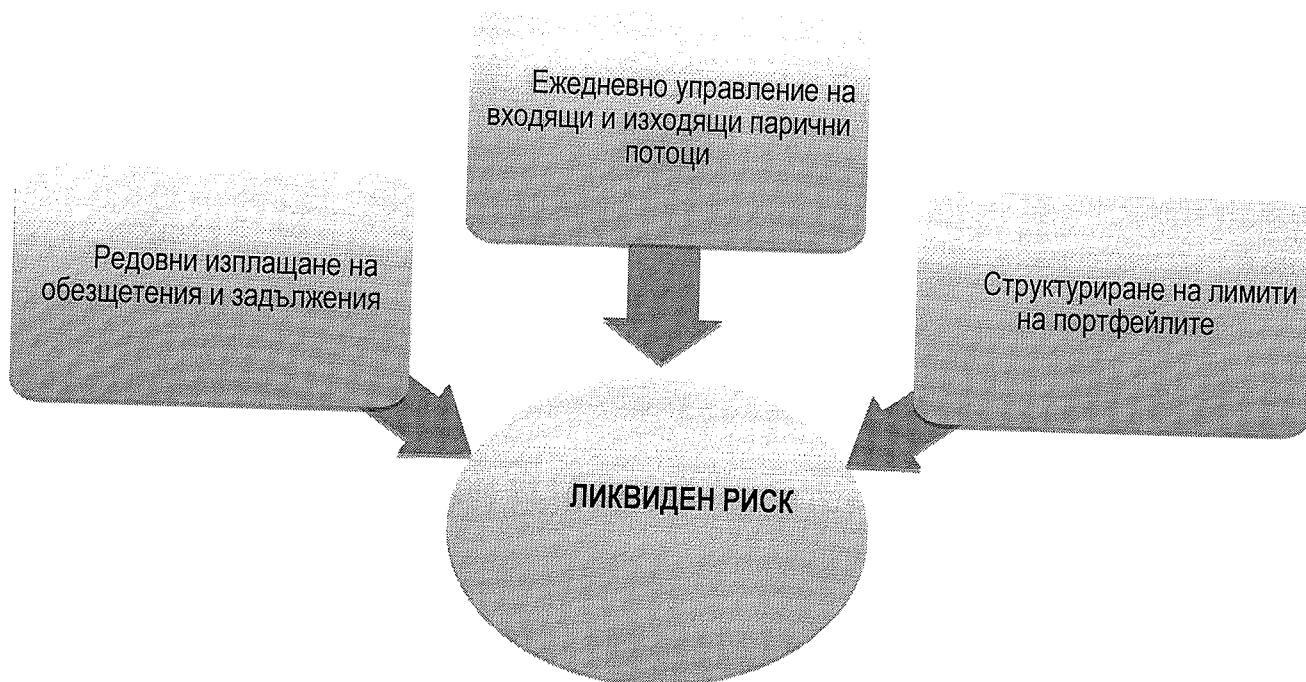 Ежедневно управление на
входящи и изходящи парични
потоци
Редовни изплащане на
обезщетения и задължения
Структуриране на лимити
на портфейлите
ЛИКВИДЕН РИСК